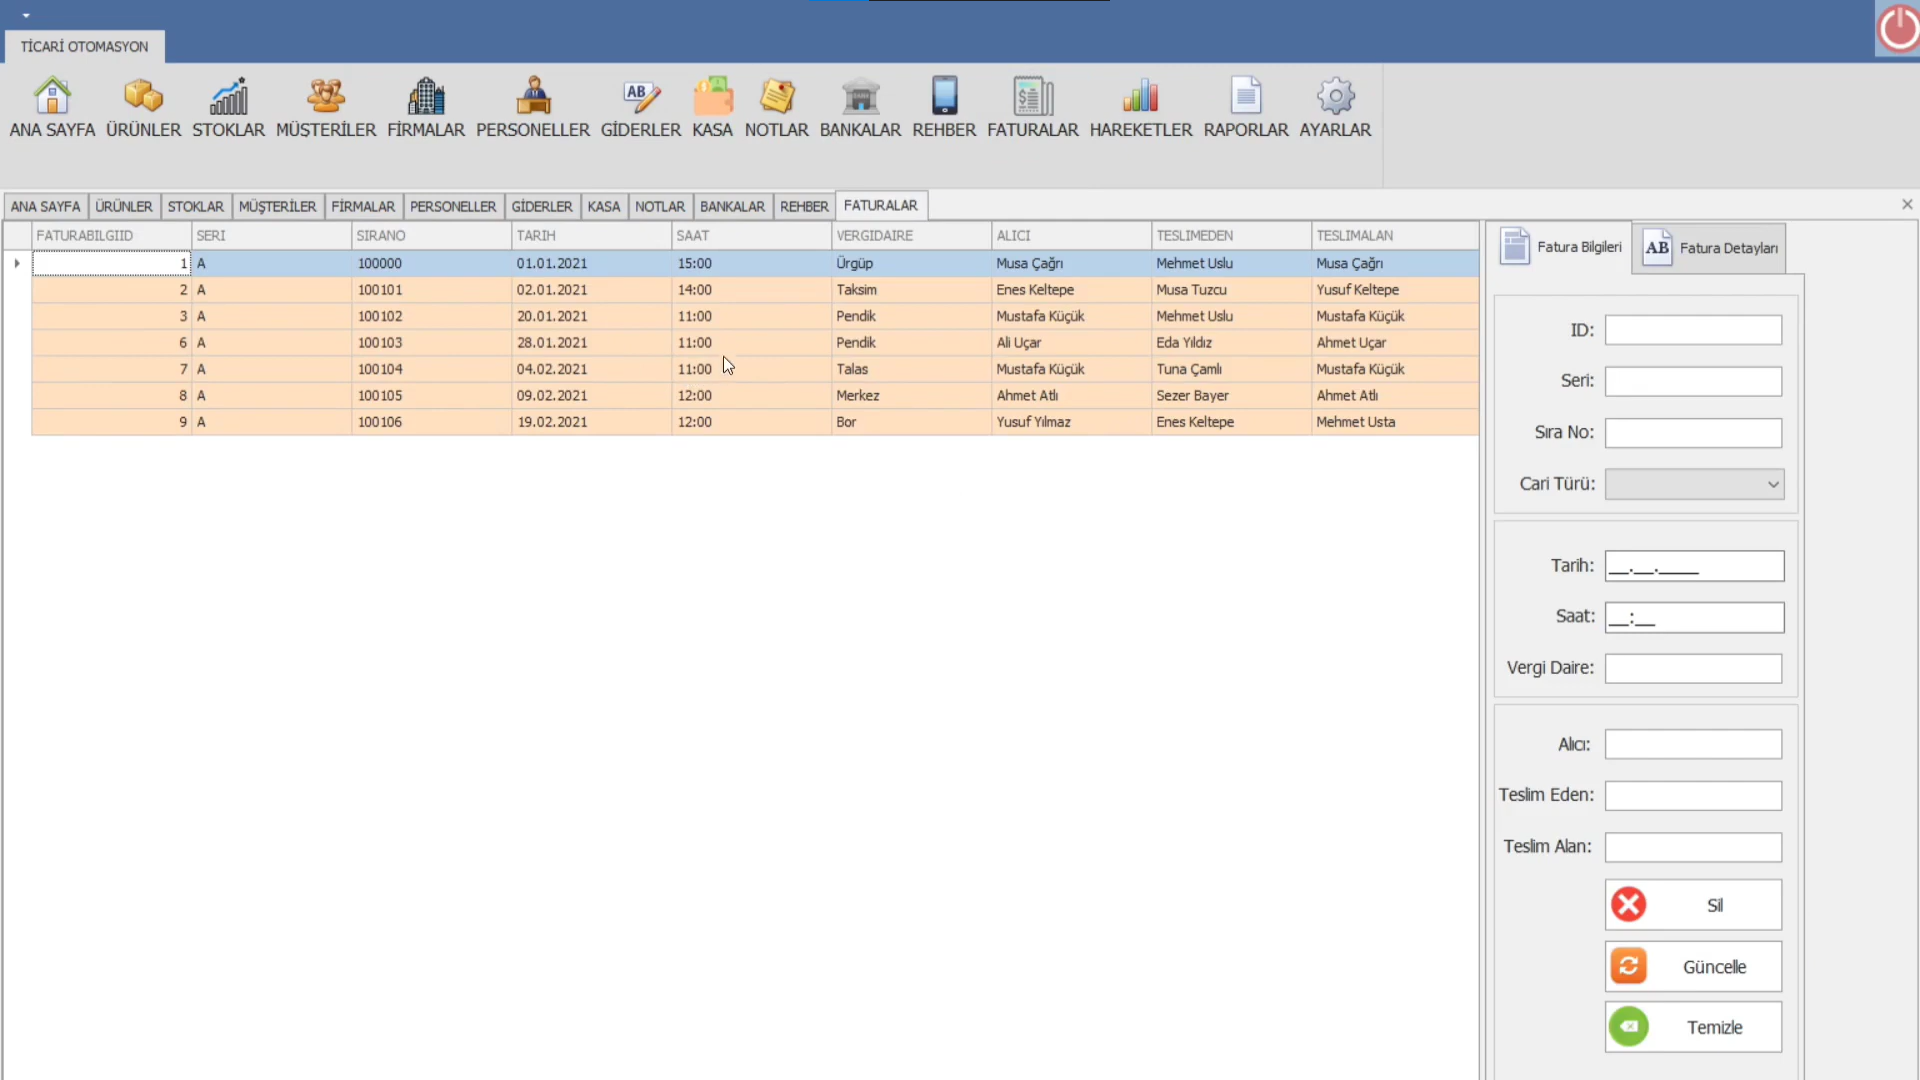 TİCARİ OTOMASYON
ANA SAYFA ÜRÜNLER STOKLAR MÜŞTERİLER FİRMALAR PERSONELLER GİDERLER KASA NOTLAR BANKALAR REHBER FATURALAR HAREKETLER RAPORLAR AYARLAR
ANA SAYFA ÜRÜNLER STOKLAR MÜŞTERİLER FİRMALAR PERSONELLER GİDERLER KASA NOTLAR BANKALAR REHBER FATURALAR
FATURABILGIID SERI SIRANO TARIH SAAT VERGIDAIRE ALICI TESLIMEDEN TESLIMALAN
1 A 100000 01.01.2021 15:00 Ürgüp Musa Çağrı Mehmet Uslu Musa Çağrı
2 A 100101 02.01.2021 14:00 Taksim Enes Keltepe Musa Tuzcu Yusuf Keltepe
3 A 100102 20.01.2021 11:00 Pendik Mustafa Küçük Mehmet Uslu Mustafa Küçük
6 A 100103 28.01.2021 11:00 Pendik Ali Uçar Eda Yıldız Ahmet Uçar
7 A 100104 04.02.2021 11:00 Talas Mustafa Küçük Tuna Çamlı Mustafa Küçük
8 A 100105 09.02.2021 12:00 Merkez Ahmet Atlı Sezer Bayer Ahmet Atlı
9 A 100106 19.02.2021 12:00 Bor Yusuf Yılmaz Enes Keltepe Mehmet Usta
Fatura Bilgileri AB Fatura Detayları
ID:
Seri:
Sıra No:
Cari Türü:
Tarih: __.__.____
Saat: __:__
Vergi Daire:
Alıcı:
Teslim Eden:
Teslim Alan:
Sil
Güncelle
Temizle